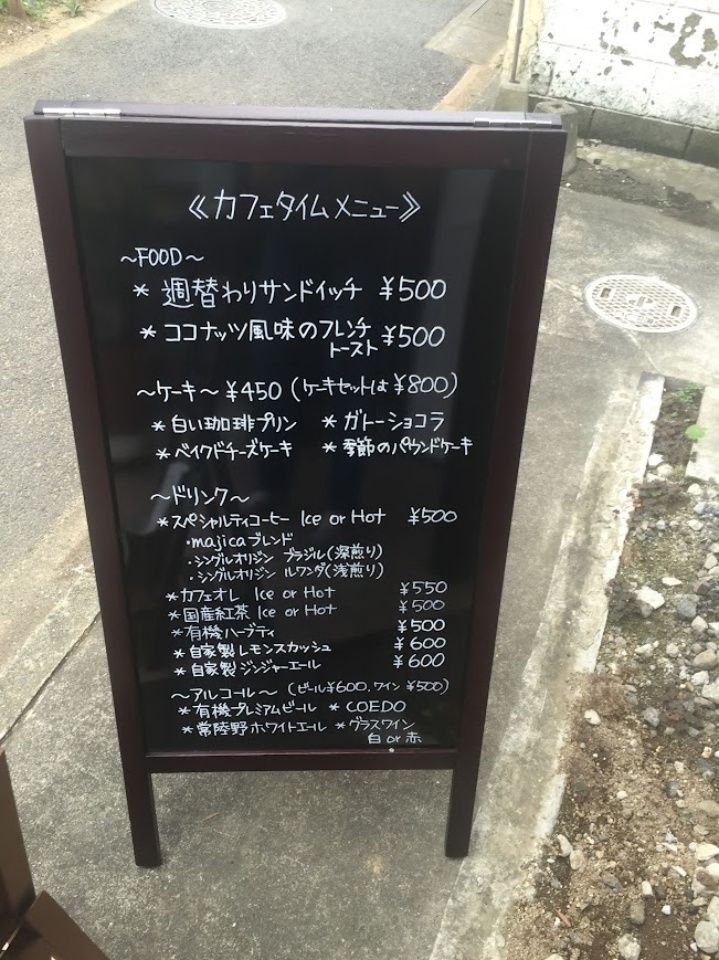 ≪カフェタイムメニュー≫
～FOOD～
* 週替わりサンドイッチ ¥500
* ココナッツ風味のフレンチトースト ¥500
～ケーキ～ ¥450 (ケーキセットは ¥800)
* 白い珈琲プリン * ガトーショコラ
* ベイクドチーズケーキ * 季節のパウンドケーキ
～ドリンク～
* スペシャルティコーヒー Ice or Hot ¥500
・majicaブレンド
・シングルオリジン ブラジル(深煎り)
・シングルオリジン ルワンダ(浅煎り)
* カフェオレ Ice or Hot ¥550
* 国産紅茶 Ice or Hot ¥500
* 有機ハーブティ ¥500
* 自家製レモンスカッシュ ¥600
* 自家製ジンジャーエール ¥600
～アルコール～ (ビール¥600、ワイン ¥500)
* 有機プレミアムビール * COEDO
* 常陸野ホワイトエール * グラスワイン
白 or 赤